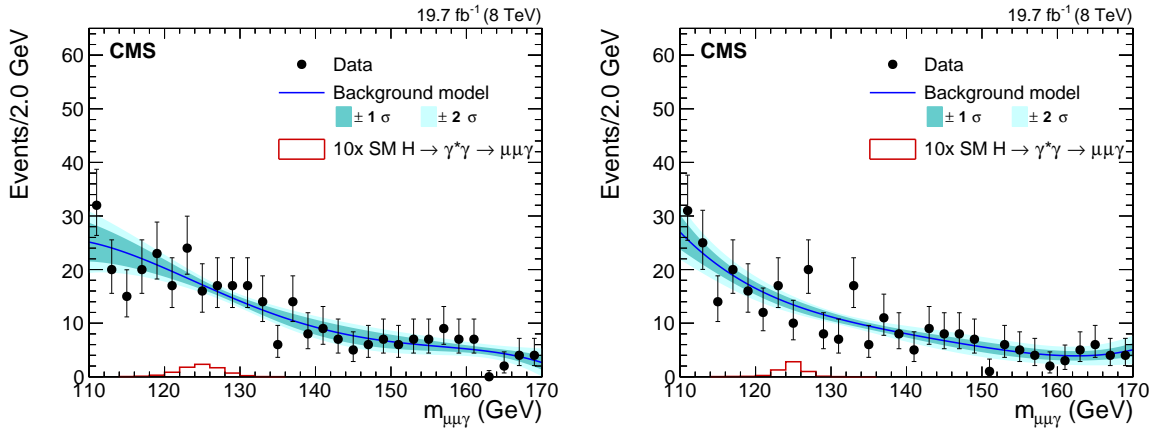 19.7 fb⁻¹ (8 TeV)
Events/2.0 GeV
60
50
40
30
20
10
0
CMS
Data
Background model
± 1 σ ± 2 σ
10x SM H → γ*γ → μμγ
110 120 130 140 150 160 170
m_μμγ (GeV)
19.7 fb⁻¹ (8 TeV)
Events/2.0 GeV
60
50
40
30
20
10
0
CMS
Data
Background model
± 1 σ ± 2 σ
10x SM H → γ*γ → μμγ
110 120 130 140 150 160 170
m_μμγ (GeV)